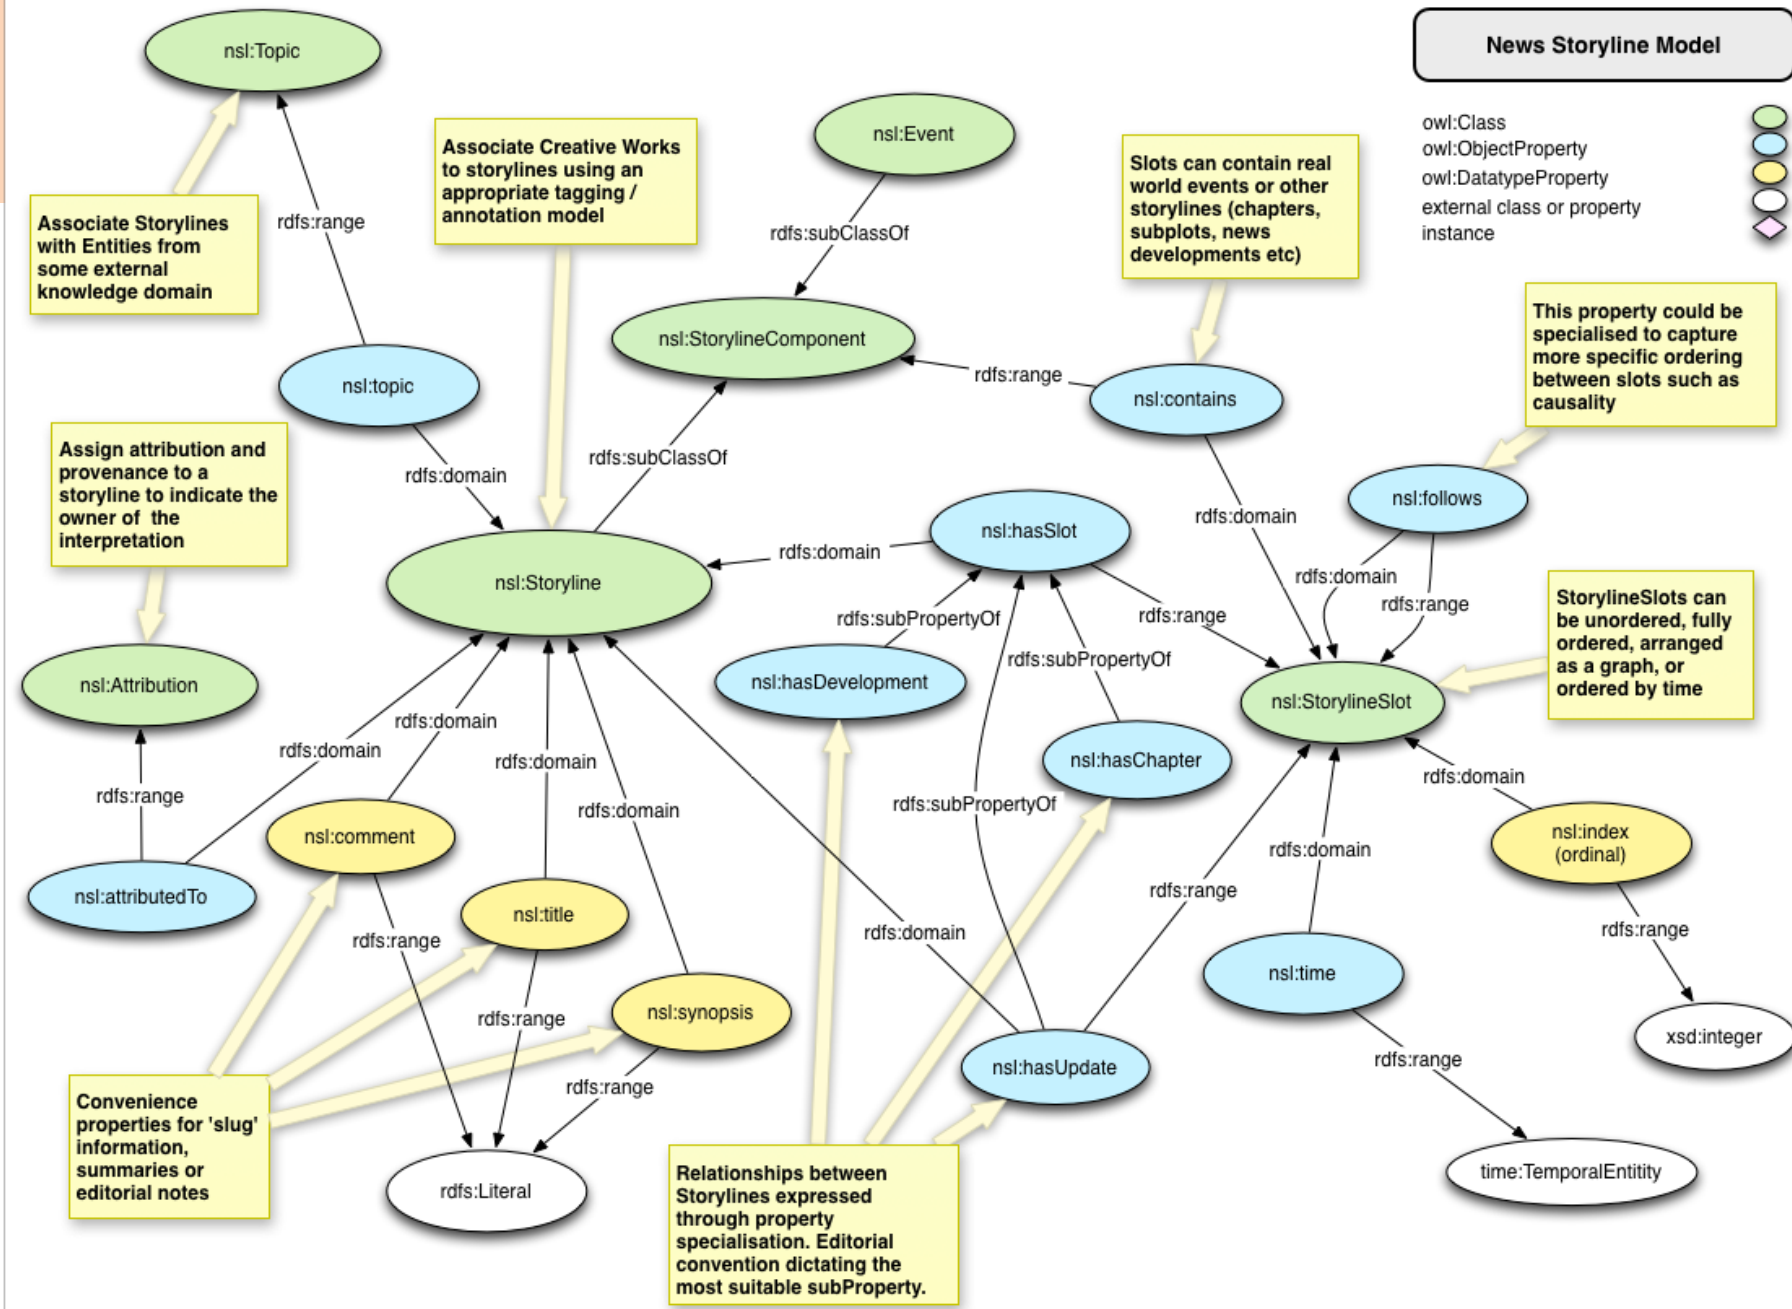 News Storyline Model
owl:Class
owl:ObjectProperty
owl:DatatypeProperty
external class or property
instance
nsl:Topic
nsl:Event
Associate Creative Works
to storylines using an
appropriate tagging /
annotation model
Slots can contain real
world events or other
storylines (chapters,
subplots, news
developments etc)
Associate Storylines
with Entities from
some external
knowledge domain
rdfs:range
rdfs:subClassOf
This property could be
specialised to capture
more specific ordering
between slots such as
causality
nsl:StorylineComponent
rdfs:range
nsl:topic
nsl:contains
Assign attribution and
provenance to a
storyline to indicate the
owner of the
interpretation
rdfs:domain
rdfs:subClassOf
nsl:follows
rdfs:domain
nsl:hasSlot
rdfs:domain
nsl:Storyline
rdfs:domain
rdfs:range
StorylineSlots can
be unordered, fully
ordered, arranged
as a graph, or
ordered by time
rdfs:subPropertyOf
rdfs:range
rdfs:subPropertyOf
nsl:Attribution
nsl:hasDevelopment
nsl:StorylineSlot
rdfs:domain
rdfs:domain
rdfs:domain
nsl:hasChapter
rdfs:domain
rdfs:range
rdfs:domain
rdfs:subPropertyOf
nsl:comment
nsl:index
(ordinal)
rdfs:domain
nsl:attributedTo
rdfs:range
nsl:title
rdfs:range
rdfs:domain
rdfs:range
nsl:time
nsl:synopsis
rdfs:range
xsd:integer
nsl:hasUpdate
rdfs:range
rdfs:range
Convenience
properties for 'slug'
information,
summaries or
editorial notes
rdfs:Literal
Relationships between
Storylines expressed
through property
specialisation. Editorial
convention dictating the
most suitable subProperty.
time:TemporalEntitity